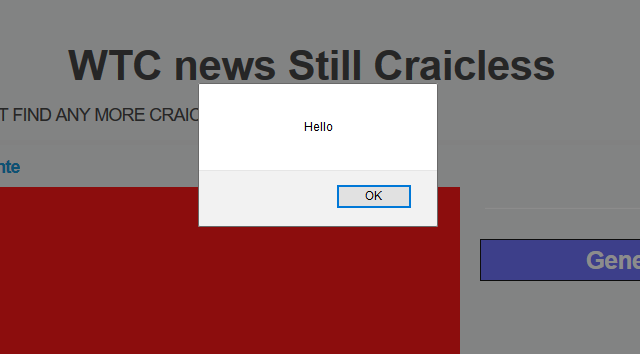 WTC news Still Craicless
T FIND ANY MORE CRAIC
Hello
nte
OK
Gene